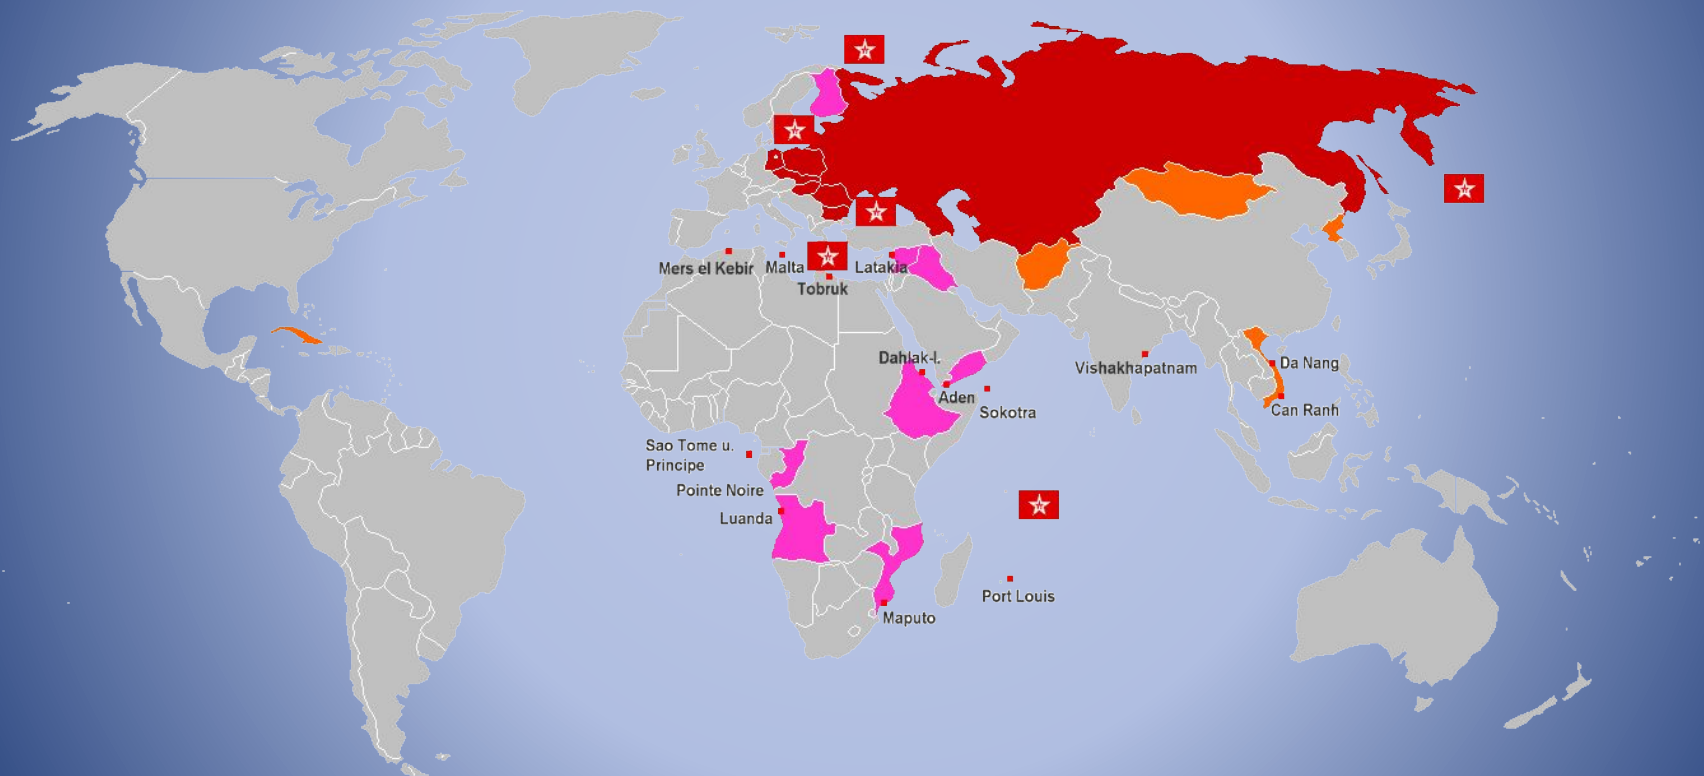 Mers el Kebir
Malta
Latakia
Tobruk
Dahlak-I.
Aden
Sokotra
Vishakhapatnam
Da Nang
Can Ranh
Sao Tome u.
Principe
Pointe Noire
Luanda
Port Louis
Maputo